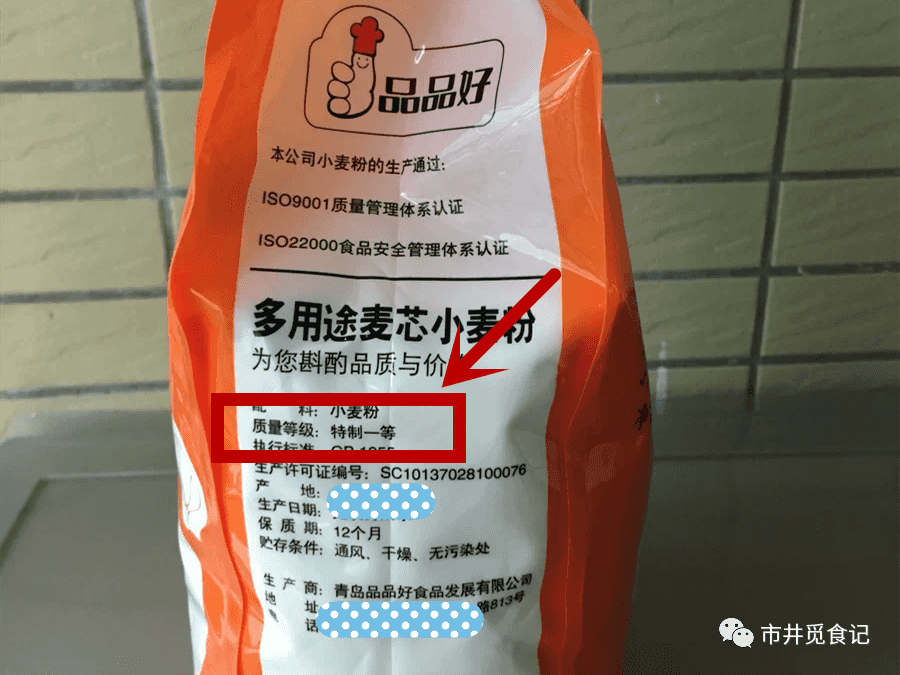 品品好
本公司小麦粉的生产通过:
ISO9001质量管理体系认证
ISO22000食品安全管理体系认证
多用途麦芯小麦粉
为您斟酌品质与价
配 料: 小麦粉
质量等级: 特制一等
执行标准: GB 1355
生产许可证编号: SC10137028100076
产 地:
生产日期:
保 质 期: 12个月
贮存条件: 通风、干燥、无污染处
生 产 商: 青岛品品好食品发展有限公司
地 址 路813号
话
市井觅食记